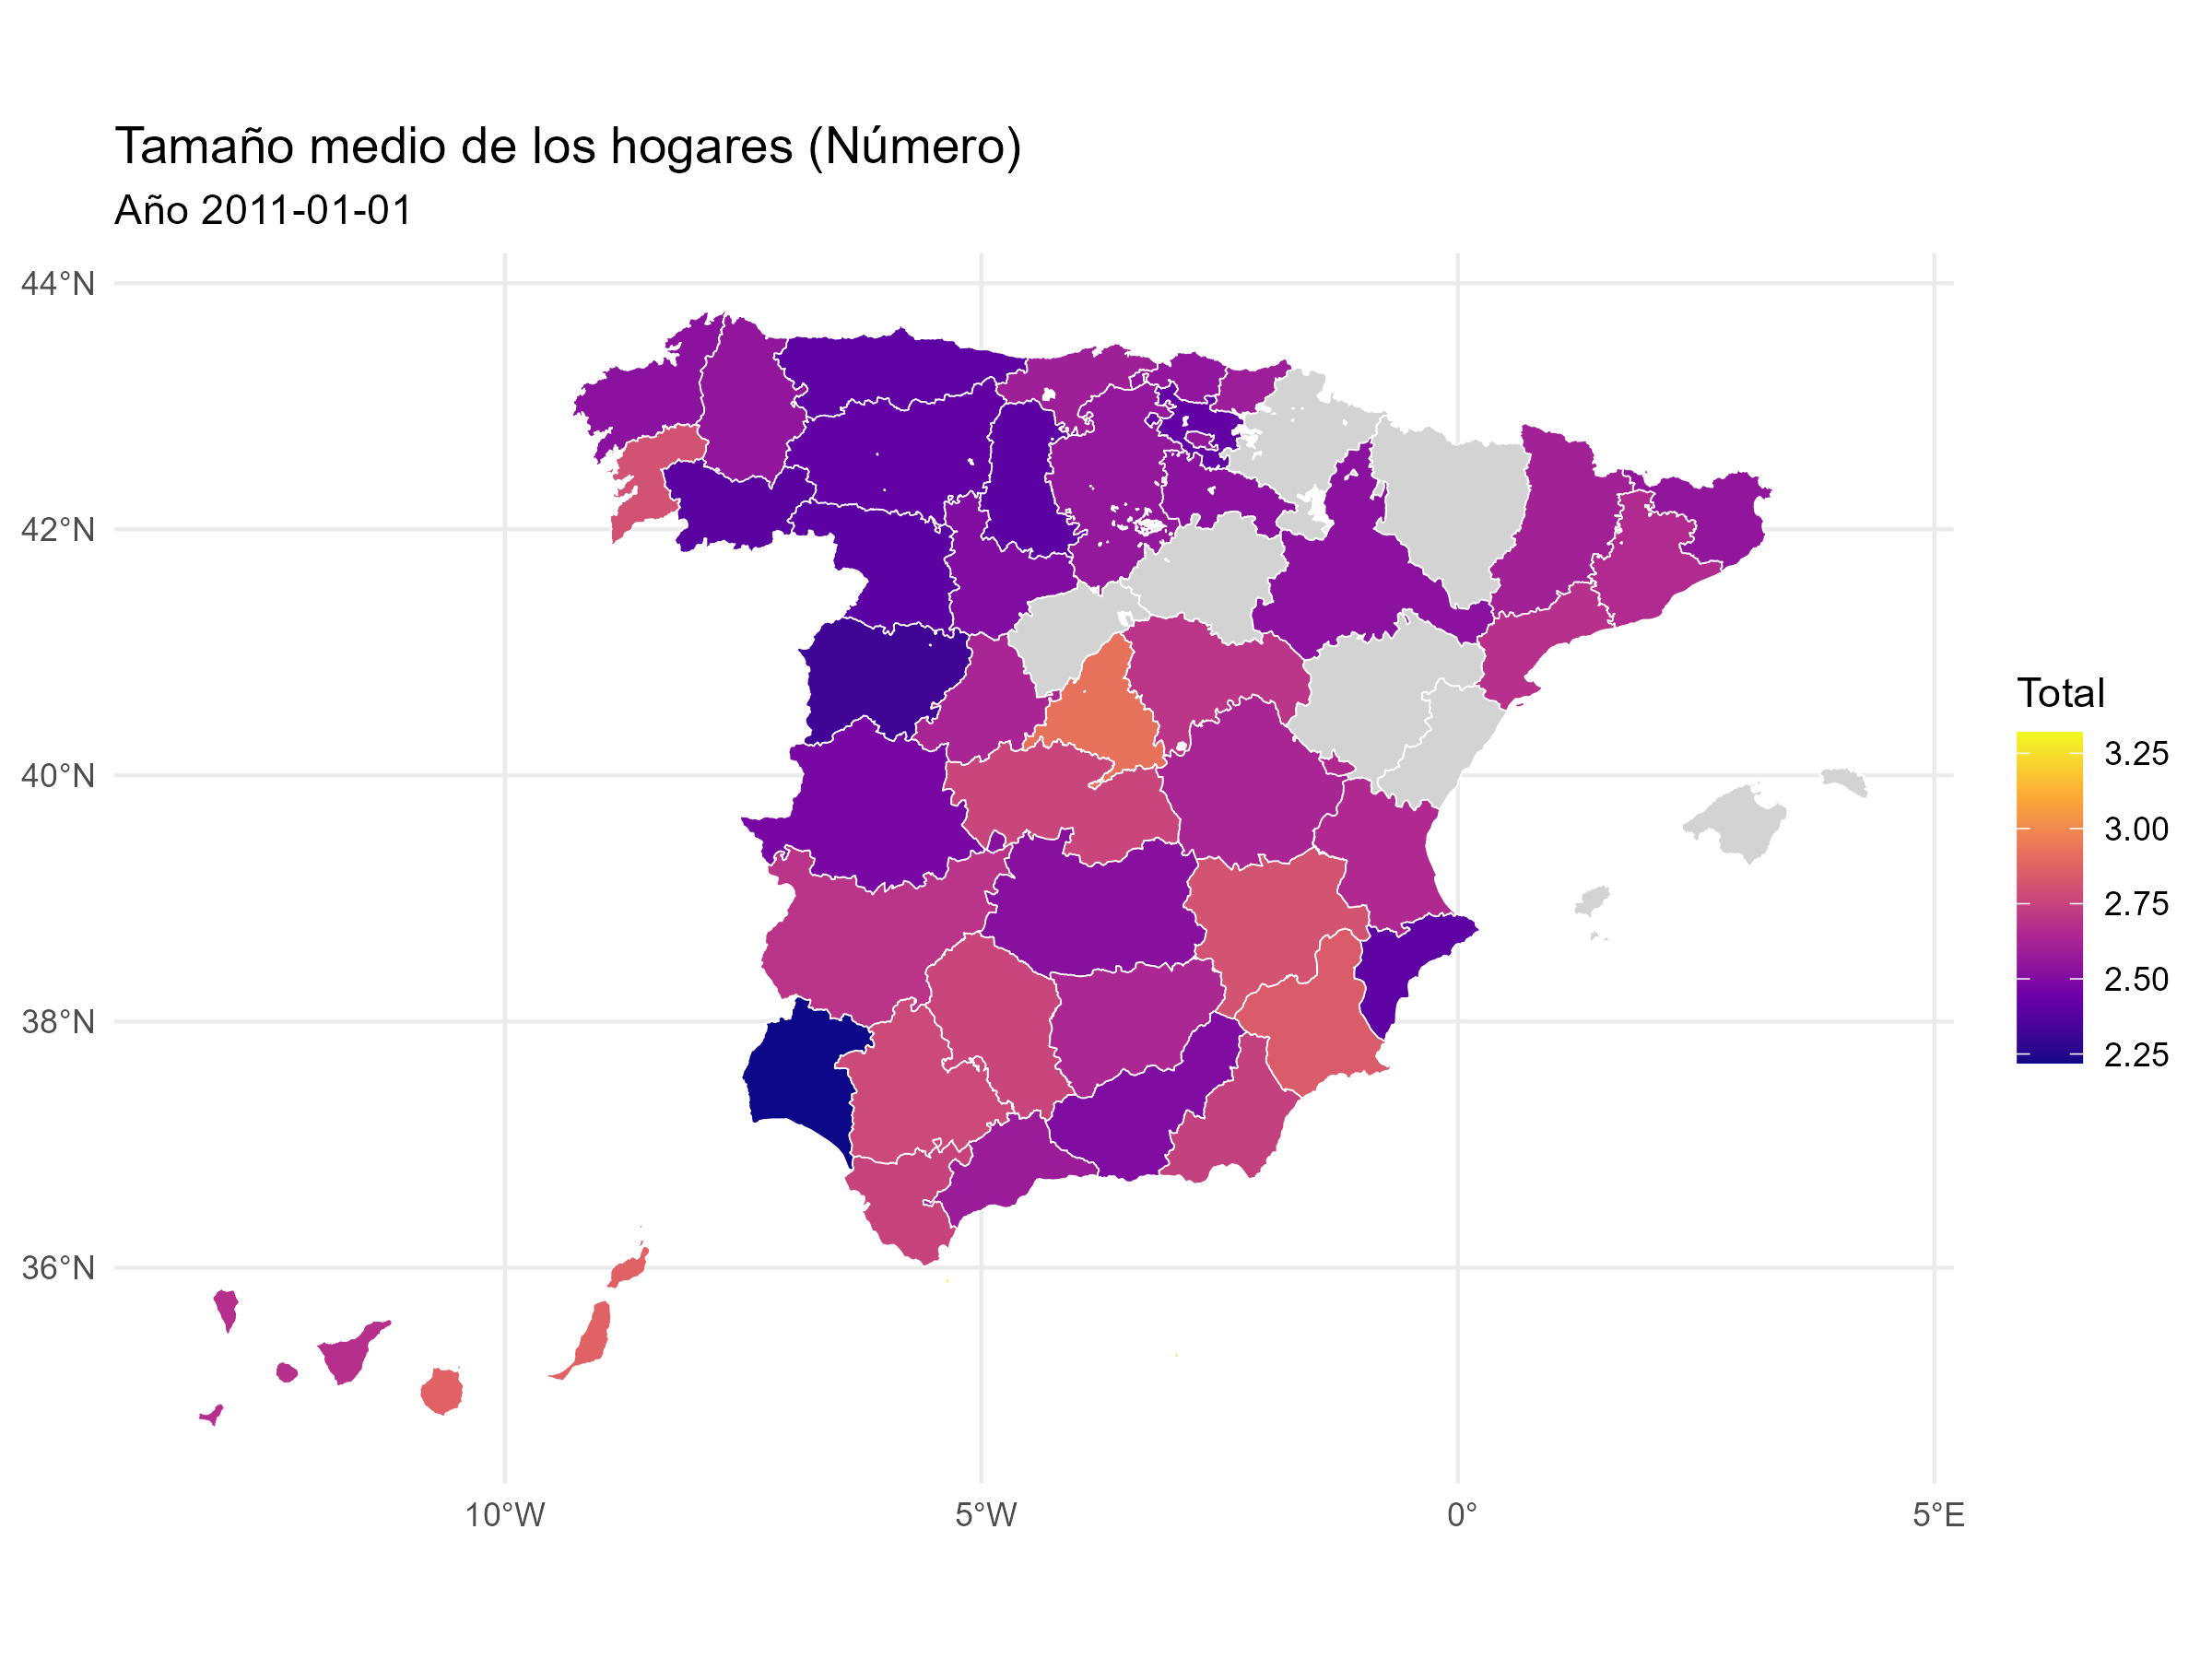 Tamaño medio de los hogares (Número)
Año 2011-01-01
44°N
42°N
40°N
38°N
36°N
10°W
5°W
0°
5°E
Total
3.25
3.00
2.75
2.50
2.25